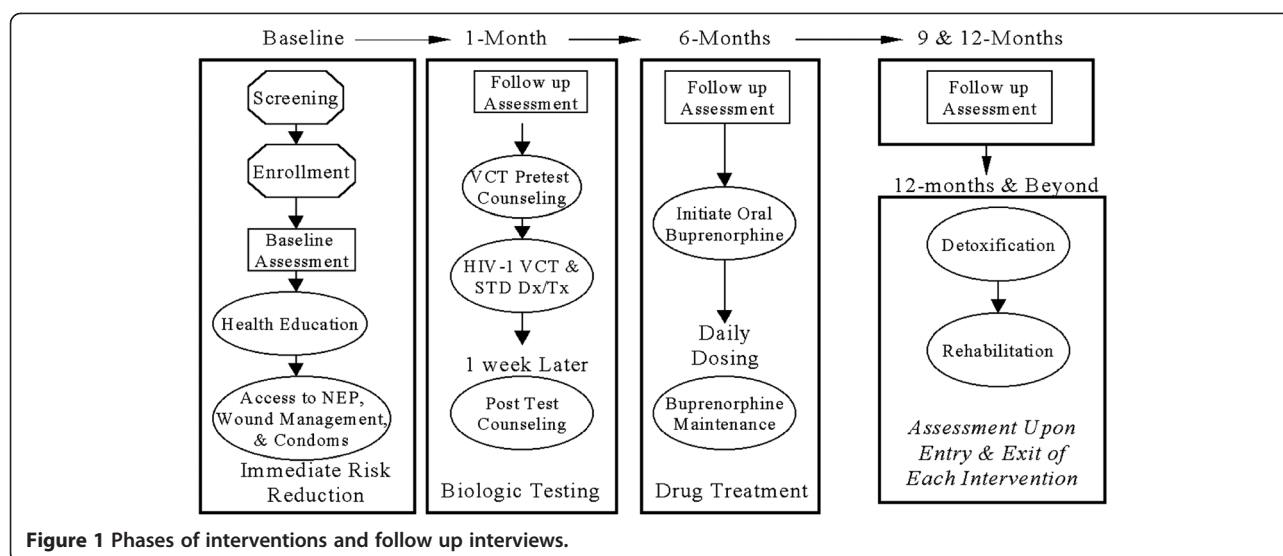 Baseline
1-Month
6-Months
9 & 12-Months
Screening
Enrollment
Baseline
Assessment
Health Education
Access to NEP,
Wound Management,
& Condoms
Immediate Risk
Reduction
Follow up
Assessment
VCT Pretest
Counseling
HIV-1 VCT &
STD Dx/Tx
1 week Later
Post Test
Counseling
Biologic Testing
Follow up
Assessment
Initiate Oral
Buprenorphine
Daily
Dosing
Buprenorphine
Maintenance
Drug Treatment
Follow up
Assessment
12-months & Beyond
Detoxification
Rehabilitation
Assessment Upon
Entry & Exit of
Each Intervention
Figure 1 Phases of interventions and follow up interviews.